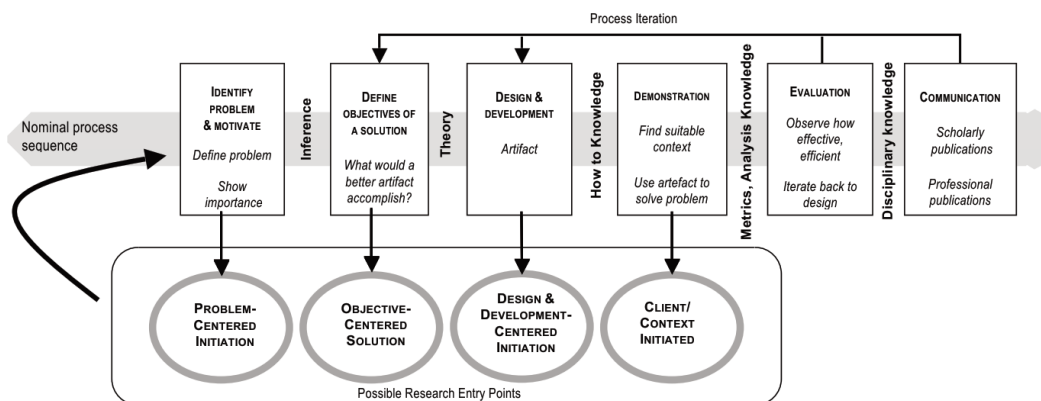 Process Iteration
Nominal process
sequence
IDENTIFY
PROBLEM
& MOTIVATE
Define problem
Show
importance
Inference
DEFINE
OBJECTIVES OF
A SOLUTION
What would a
better artifact
accomplish?
Theory
DESIGN &
DEVELOPMENT
Artifact
How to Knowledge
DEMONSTRATION
Find suitable
context
Use artefact to
solve problem
Metrics, Analysis Knowledge
EVALUATION
Observe how
effective,
efficient
Iterate back to
design
Disciplinary knowledge
COMMUNICATION
Scholarly
publications
Professional
publications
PROBLEM-
CENTERED
INITIATION
OBJECTIVE-
CENTERED
SOLUTION
DESIGN &
DEVELOPMENT-
CENTERED
INITIATION
CLIENT/
CONTEXT
INITIATED
Possible Research Entry Points